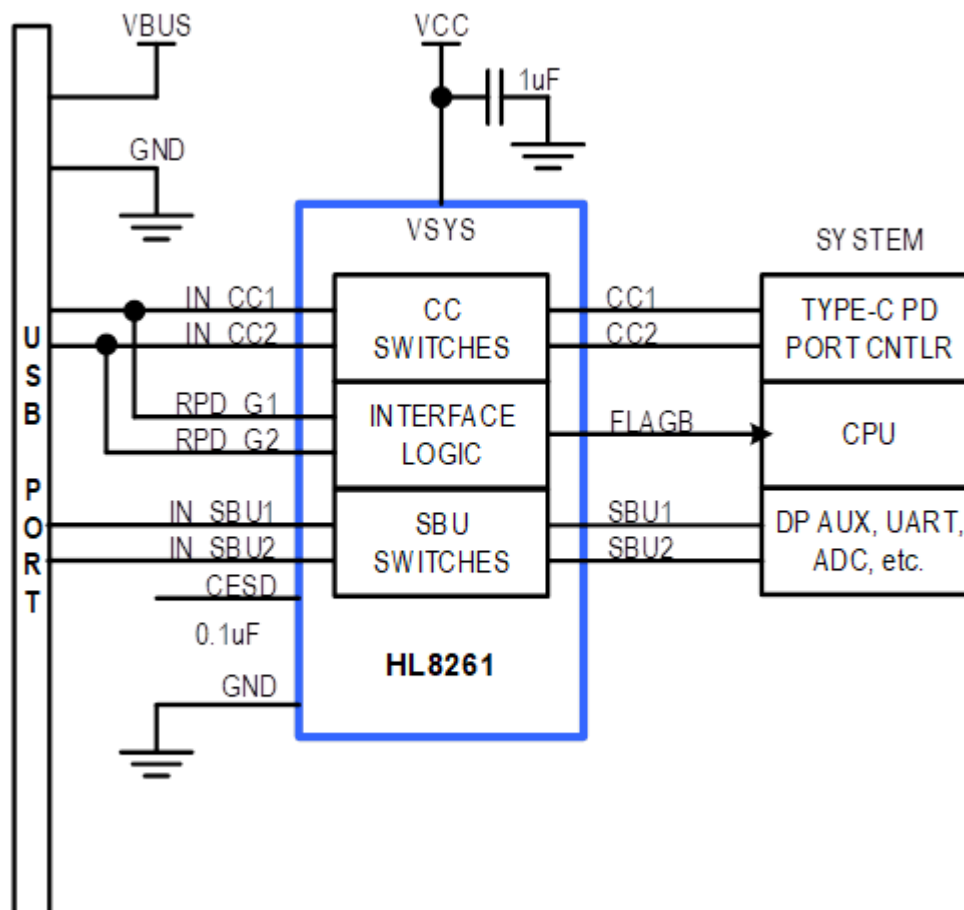 VBUS
VCC
1uF
GND
VSYS
SYSTEM
IN_CC1
IN_CC2
CC
SWITCHES
CC1
CC2
TYPE-C PD
PORT CNTLR
RPD_G1
RPD_G2
INTERFACE
LOGIC
FLAGB
CPU
IN_SBU1
IN_SBU2
SBU
SWITCHES
SBU1
SBU2
DP AUX, UART,
ADC, etc.
CESD
0.1uF
HL8261
GND
USB PORT